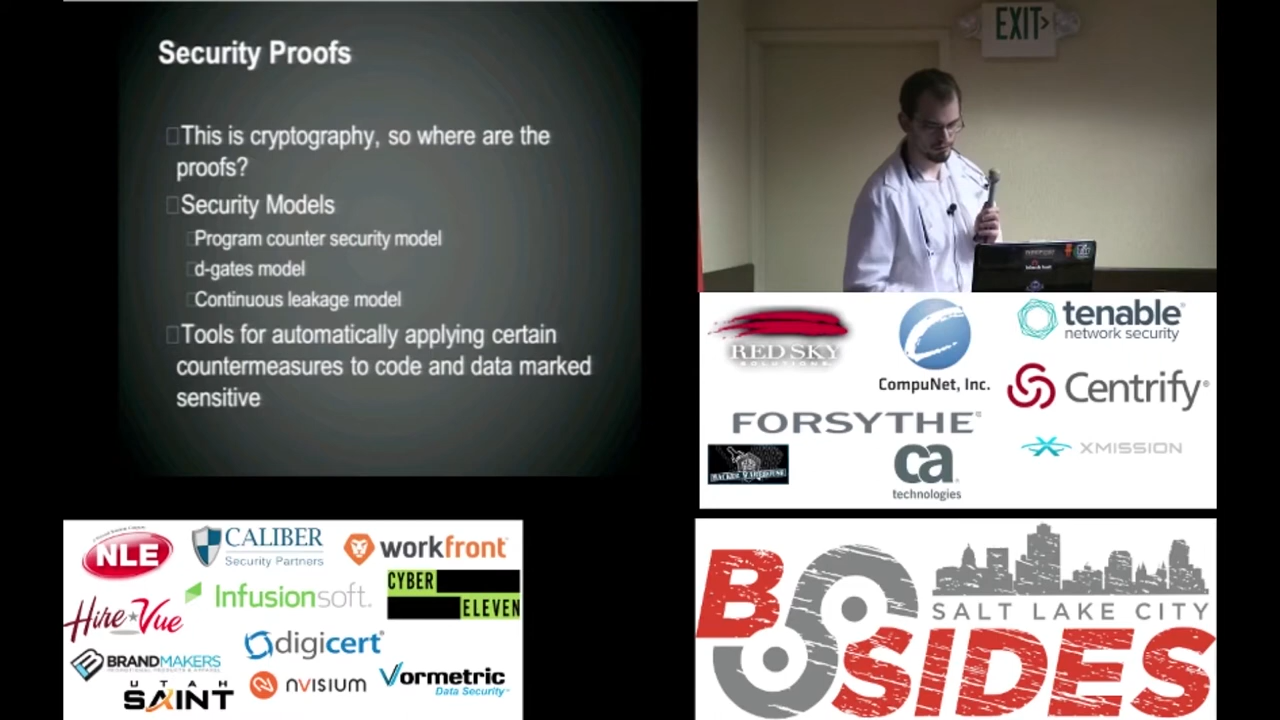 Security Proofs
This is cryptography, so where are the
proofs?
Security Models
Program counter security model
d-gates model
Continuous leakage model
Tools for automatically applying certain
countermeasures to code and data marked
sensitive
EXIT
RED SKY
SOLUTIONS
CompuNet, Inc.
tenable
network security
Centrify
FORSYTHE
HACKER WAREHOUSE
ca
technologies
XMISSION
NLE
CALIBER
Security Partners
workfront
CYBER
ELEVEN
Infusionsoft.
Hire Vue
digicert
BRANDMAKERS
UTAH
SAINT
nVISIUM
Vormetric
Data Security
SALT LAKE CITY
BSIDES